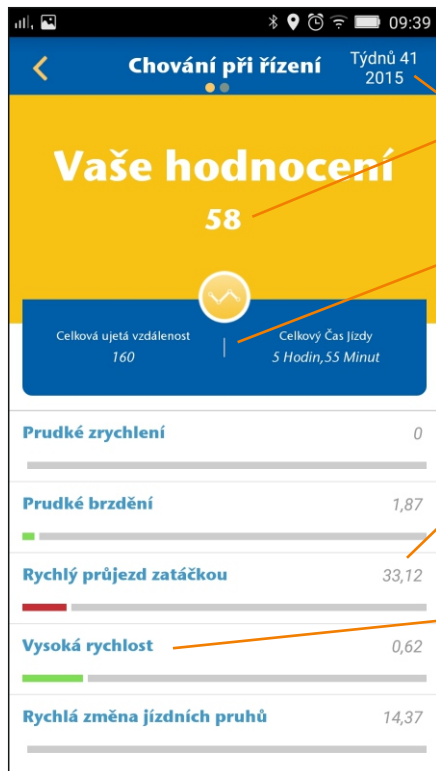 09:39
Chování při řízení
Týdnů 41
2015
Vaše hodnocení
58
Celková ujetá vzdálenost
160
Celkový Čas Jízdy
5 Hodin,55 Minut
Prudké zrychlení 0
Prudké brzdění 1,87
Rychlý průjezd zatáčkou 33,12
Vysoká rychlost 0,62
Rychlá změna jízdních pruhů 14,37